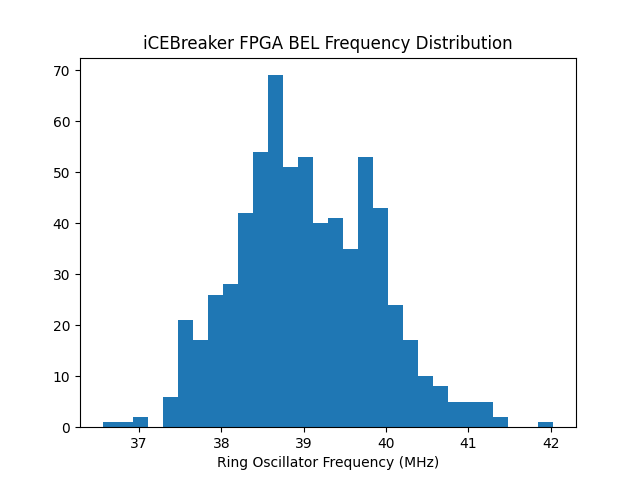 iCEBreaker FPGA BEL Frequency Distribution
70
60
50
40
30
20
10
0
37 38 39 40 41 42
Ring Oscillator Frequency (MHz)